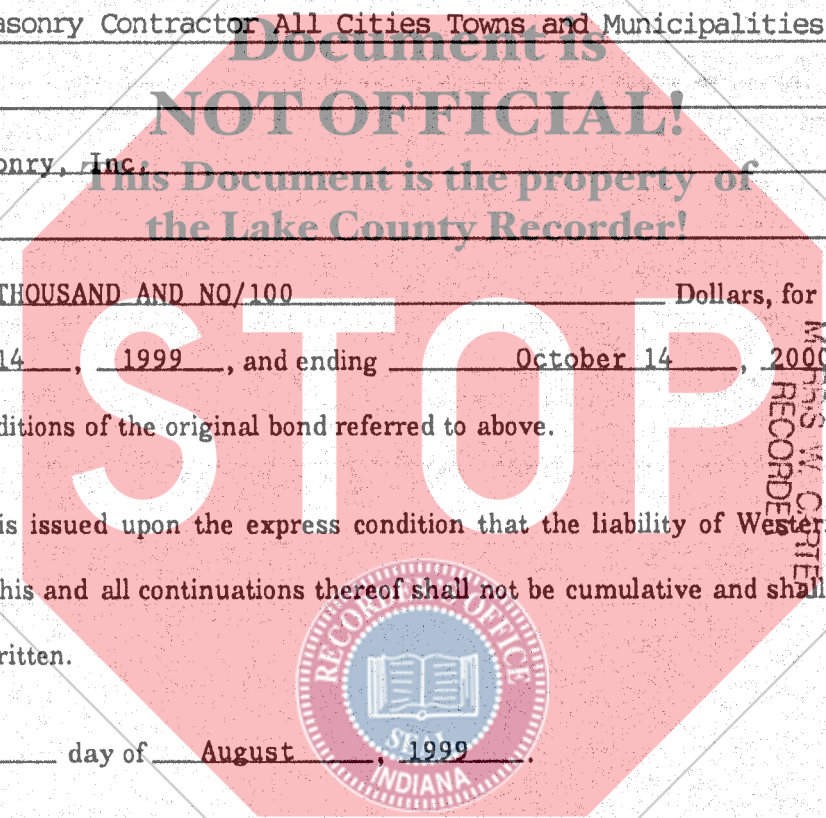 asonry Contractor All Cities Towns and Municipalities
Document is
NOT OFFICIAL!
onry, Inc.
This Document is the property of
the Lake County Recorder!
THOUSAND AND NO/100 Dollars, for
14, 1999, and ending October 14, 2000
ditions of the original bond referred to above.
STOP
RECORDER
is issued upon the express condition that the liability of Wester
his and all continuations thereof shall not be cumulative and shall
ritten.
day of August, 1999.
RECORDER'S OFFICE
SEAL
INDIANA